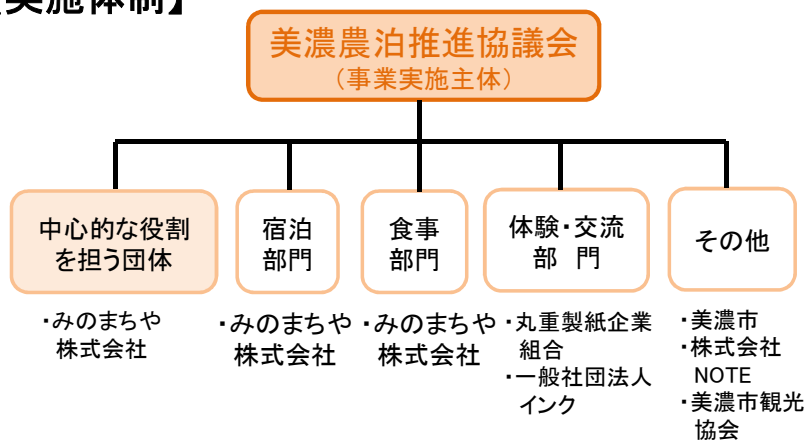 【実施体制】
美濃農泊推進協議会
（事業実施主体）
中心的な役割
を担う団体
・みのまちや
株式会社
宿泊
部門
・みのまちや
株式会社
食事
部門
・みのまちや
株式会社
体験・交流
部　門
・丸重製紙企業
組合
・一般社団法人
インク
その他
・美濃市
・株式会社
NOTE
・美濃市観光
協会